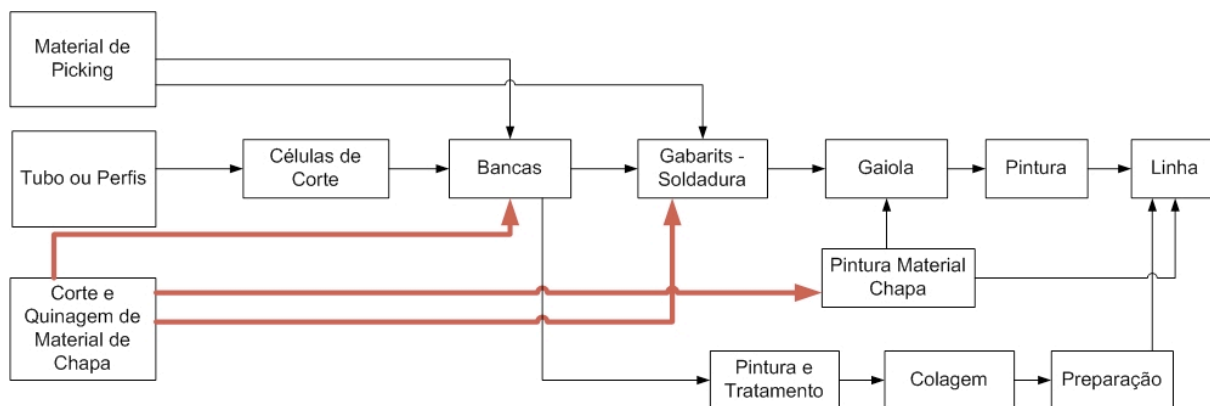 Material de
Picking
Tubo ou Perfis
Células de
Corte
Bancas
Gabarits -
Soldadura
Gaiola
Pintura
Linha
Corte e
Quinagem de
Material de
Chapa
Pintura Material
Chapa
Pintura e
Tratamento
Colagem
Preparação